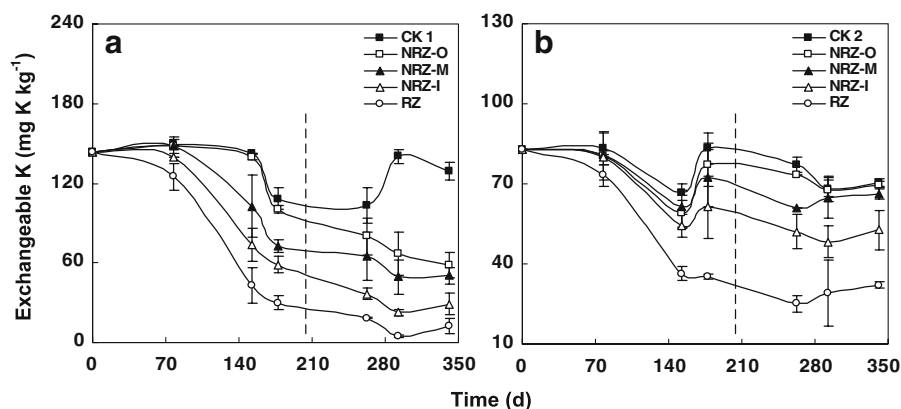 Exchangeable K (mg K kg⁻¹)
240
180
120
60
0
a
CK 1
NRZ-O
NRZ-M
NRZ-I
RZ
0 70 140 210 280 350
130
100
70
40
10
b
CK 2
NRZ-O
NRZ-M
NRZ-I
RZ
0 70 140 210 280 350
Time (d)